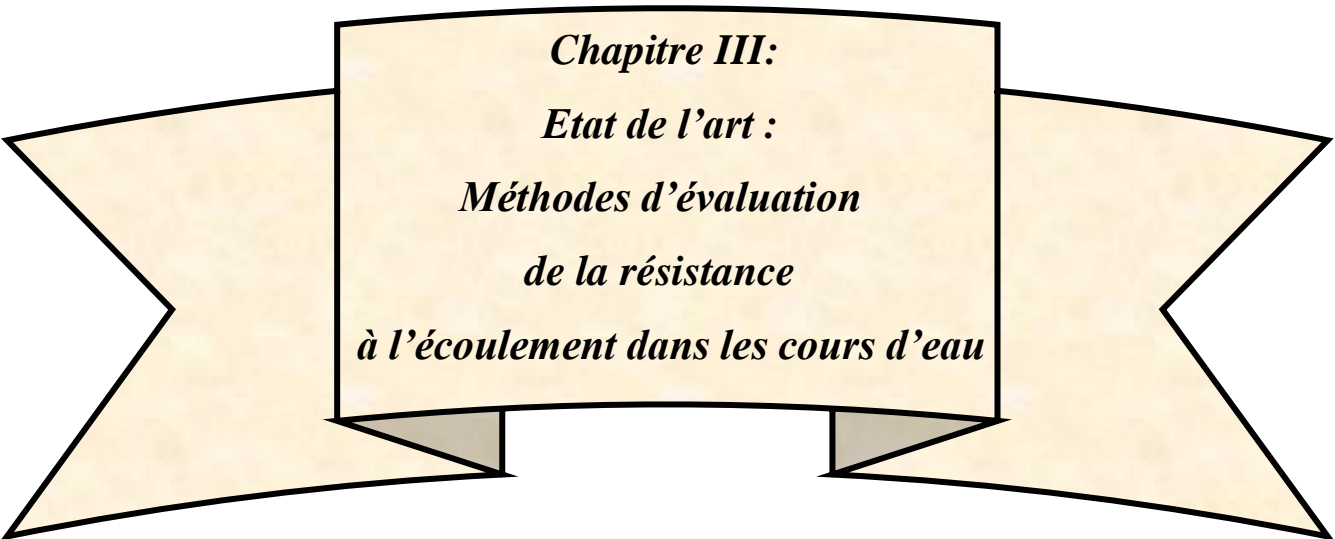 Chapitre III:
Etat de l’art :
Méthodes d’évaluation
de la résistance
à l’écoulement dans les cours d’eau